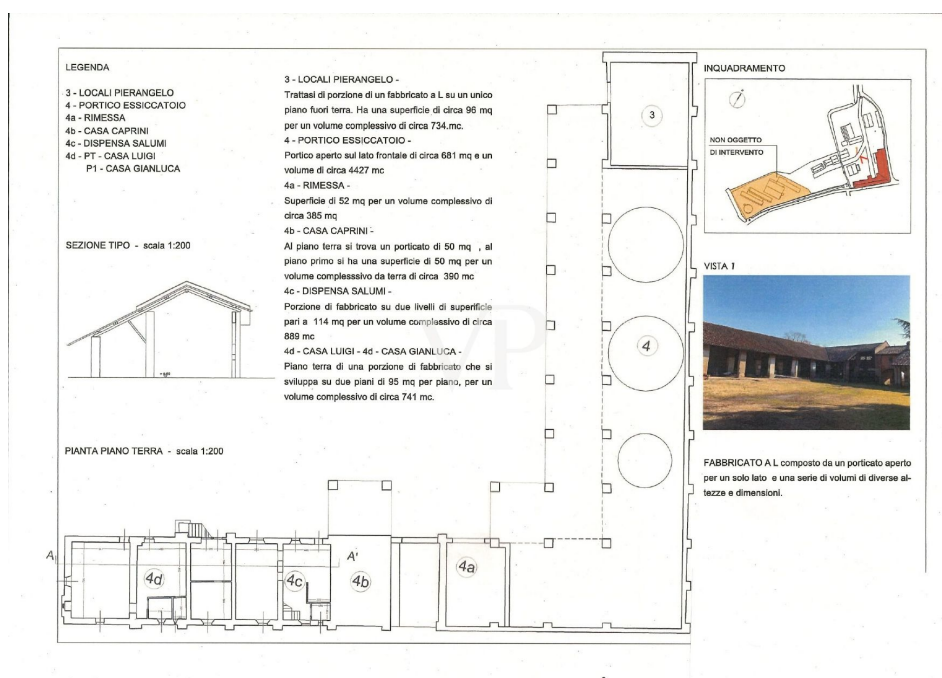 LEGENDA
3 - LOCALI PIERANGELO
4 - PORTICO ESSICCATOIO
4a - RIMESSA
4b - CASA CAPRINI
4c - DISPENSA SALUMI
4d - PT - CASA LUIGI
P1 - CASA GIANLUCA
SEZIONE TIPO - scala 1:200
3 - LOCALI PIERANGELO -
Trattasi di porzione di un fabbricato a L su un unico
piano fuori terra. Ha una superficie di circa 96 mq
per un volume complessivo di circa 734.mc.
4 - PORTICO ESSICCATOIO -
Portico aperto sul lato frontale di circa 681 mq e un
volume di circa 4427 mc
4a - RIMESSA -
Superficie di 52 mq per un volume complessivo di
circa 385 mq
4b - CASA CAPRINI -
Al piano terra si trova un porticato di 50 mq , al
piano primo si ha una superficie di 50 mq per un
volume complesssivo da terra di circa 390 mc
4c - DISPENSA SALUMI -
Porzione di fabbricato su due livelli di superificie
pari a 114 mq per un volume complessivo di circa
889 mc
4d - CASA LUIGI - 4d - CASA GIANLUCA -
Piano terra di una porzione di fabbricato che si
sviluppa su due piani di 95 mq per piano, per un
volume complessivo di circa 741 mc.
VP
PIANTA PIANO TERRA - scala 1:200
A
4d
4c
A'
4b
4a
3
4
INQUADRAMENTO
NON OGGETTO
DI INTERVENTO
VISTA 1
FABBRICATO A L composto da un porticato aperto
per un solo lato e una serie di volumi di diverse al-
tezze e dimensioni.